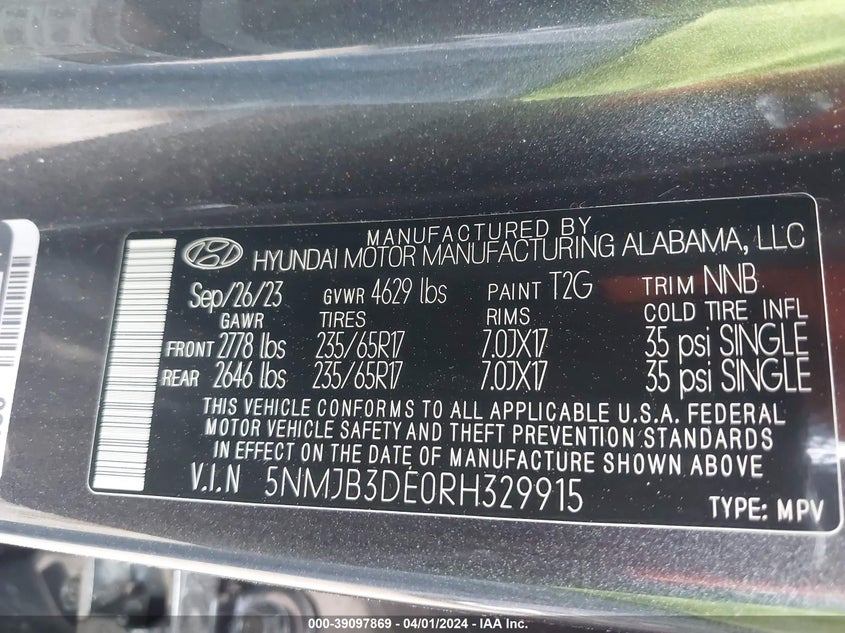 MANUFACTURED BY
HYUNDAI MOTOR MANUFACTURING ALABAMA, LLC
Sep/26/23 GVWR 4629 lbs PAINT T2G TRIM NNB
GAWR TIRES RIMS COLD TIRE INFL
FRONT 2778 lbs 235/65R17 7.0JX17 35 psi SINGLE
REAR 2646 lbs 235/65R17 7.0JX17 35 psi SINGLE
THIS VEHICLE CONFORMS TO ALL APPLICABLE U.S.A. FEDERAL
MOTOR VEHICLE SAFETY AND THEFT PREVENTION STANDARDS
IN EFFECT ON THE DATE OF MANUFACTURE SHOWN ABOVE
V.I.N 5NMJB3DE0RH329915
TYPE: MPV
000-39097869 - 04/01/2024 - IAA Inc.